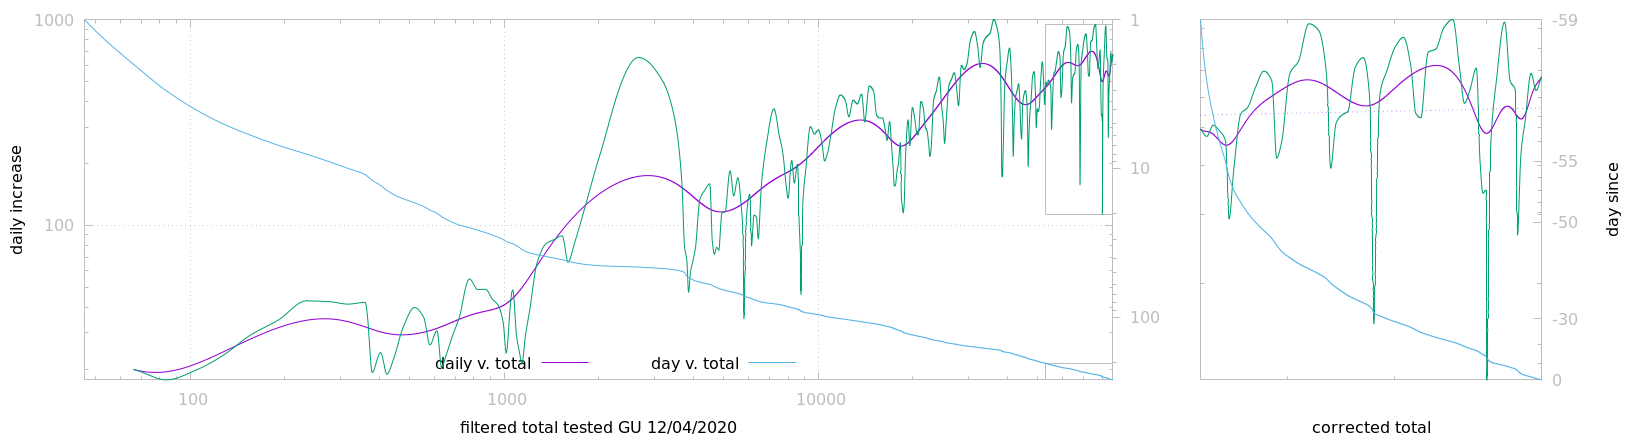 1000
100
daily increase
100
1000
10000
filtered total tested GU 12/04/2020
daily v. total
day v. total
1
10
100
-59
-55
-50
-30
0
day since
corrected total